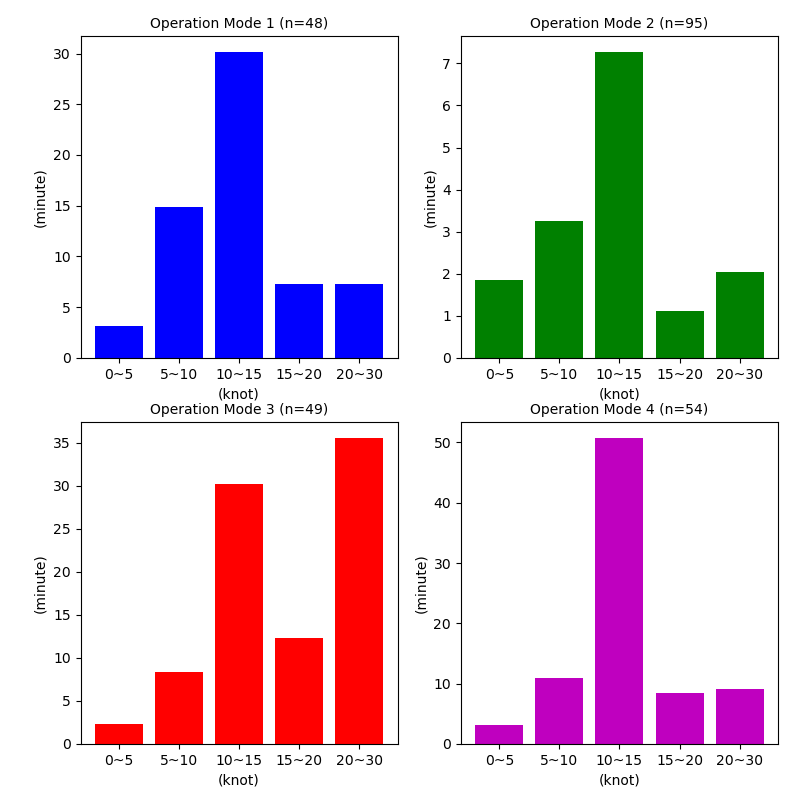 Operation Mode 1 (n=48)
30
25
20
15
10
5
0
(minute)
0~5 5~10 10~15 15~20 20~30
(knot)
Operation Mode 2 (n=95)
7
6
5
4
3
2
1
0
(minute)
0~5 5~10 10~15 15~20 20~30
(knot)
Operation Mode 3 (n=49)
35
30
25
20
15
10
5
0
(minute)
0~5 5~10 10~15 15~20 20~30
(knot)
Operation Mode 4 (n=54)
50
40
30
20
10
0
(minute)
0~5 5~10 10~15 15~20 20~30
(knot)